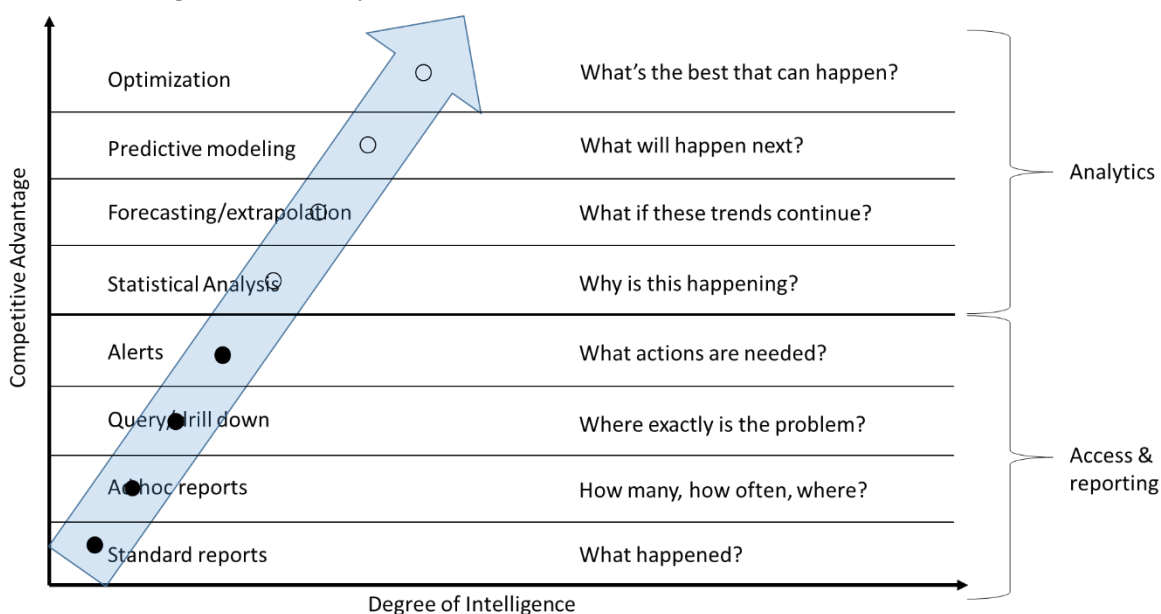 Optimization
What's the best that can happen?
Predictive modeling
What will happen next?
Analytics
Forecasting/extrapolation
What if these trends continue?
Statistical Analysis
Why is this happening?
Competitive Advantage
Alerts
What actions are needed?
Query/drill down
Where exactly is the problem?
Access &
reporting
Ad hoc reports
How many, how often, where?
Standard reports
What happened?
Degree of Intelligence